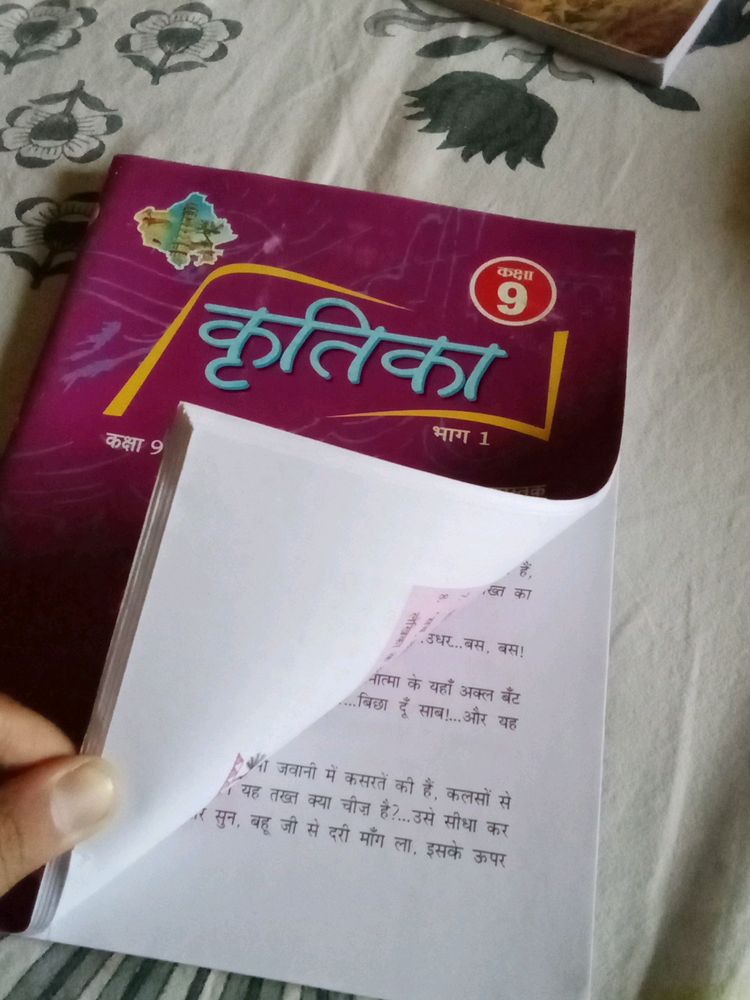 कक्षा
9
कृतिका
कक्षा 9
भाग 1
हैं,
का
उधर...बस, बस!
के यहाँ अक्ल बँट
....बिछा दूँ साब!...और यह
जवानी में कसरतें की हैं, कलसों से
यह तख्त क्या चीज़ है?...उसे सीधा कर
सुन, बहू जी से दरी माँग ला, इसके ऊपर